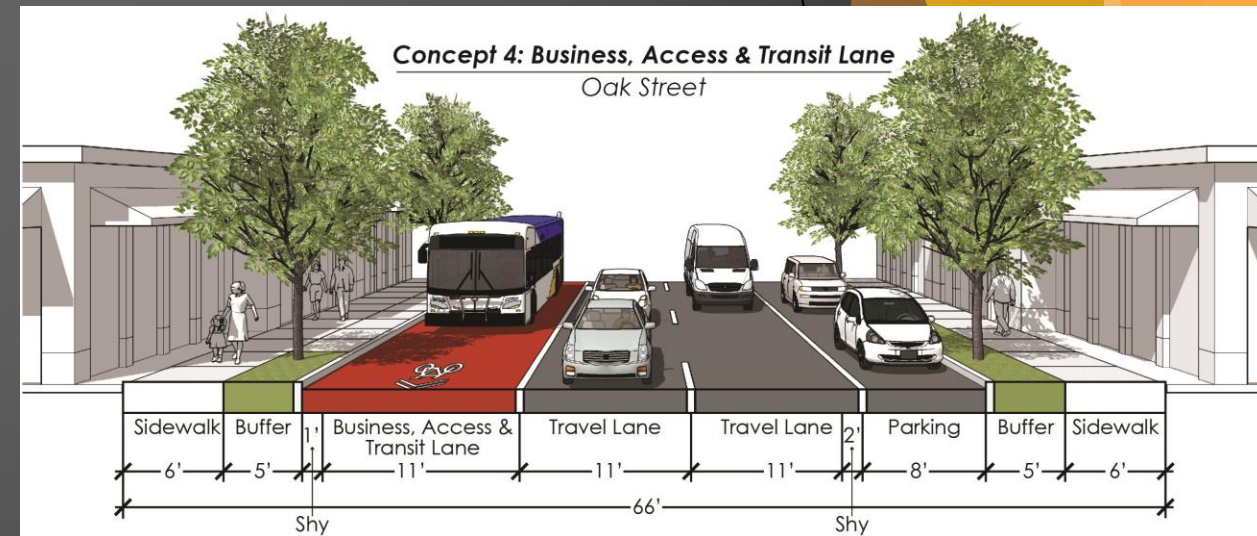 Concept 4: Business, Access & Transit Lane
Oak Street
Sidewalk Buffer 1' Business, Access & Transit Lane Travel Lane Travel Lane 2' Parking Buffer Sidewalk
6' 5' 11' 11' 11' 8' 5' 6'
66'
Shy Shy